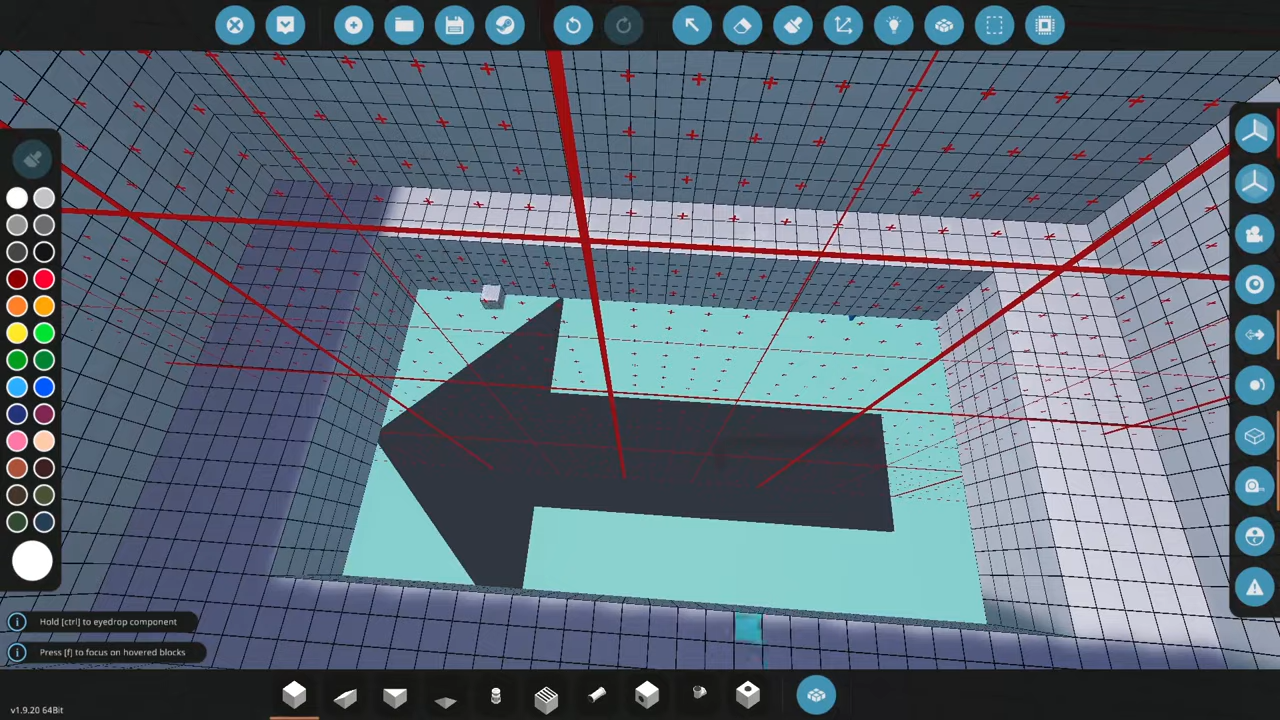 Hold [ctrl] to eyedrop component
Press [f] to focus on hovered blocks
v1.9.20 64Bit